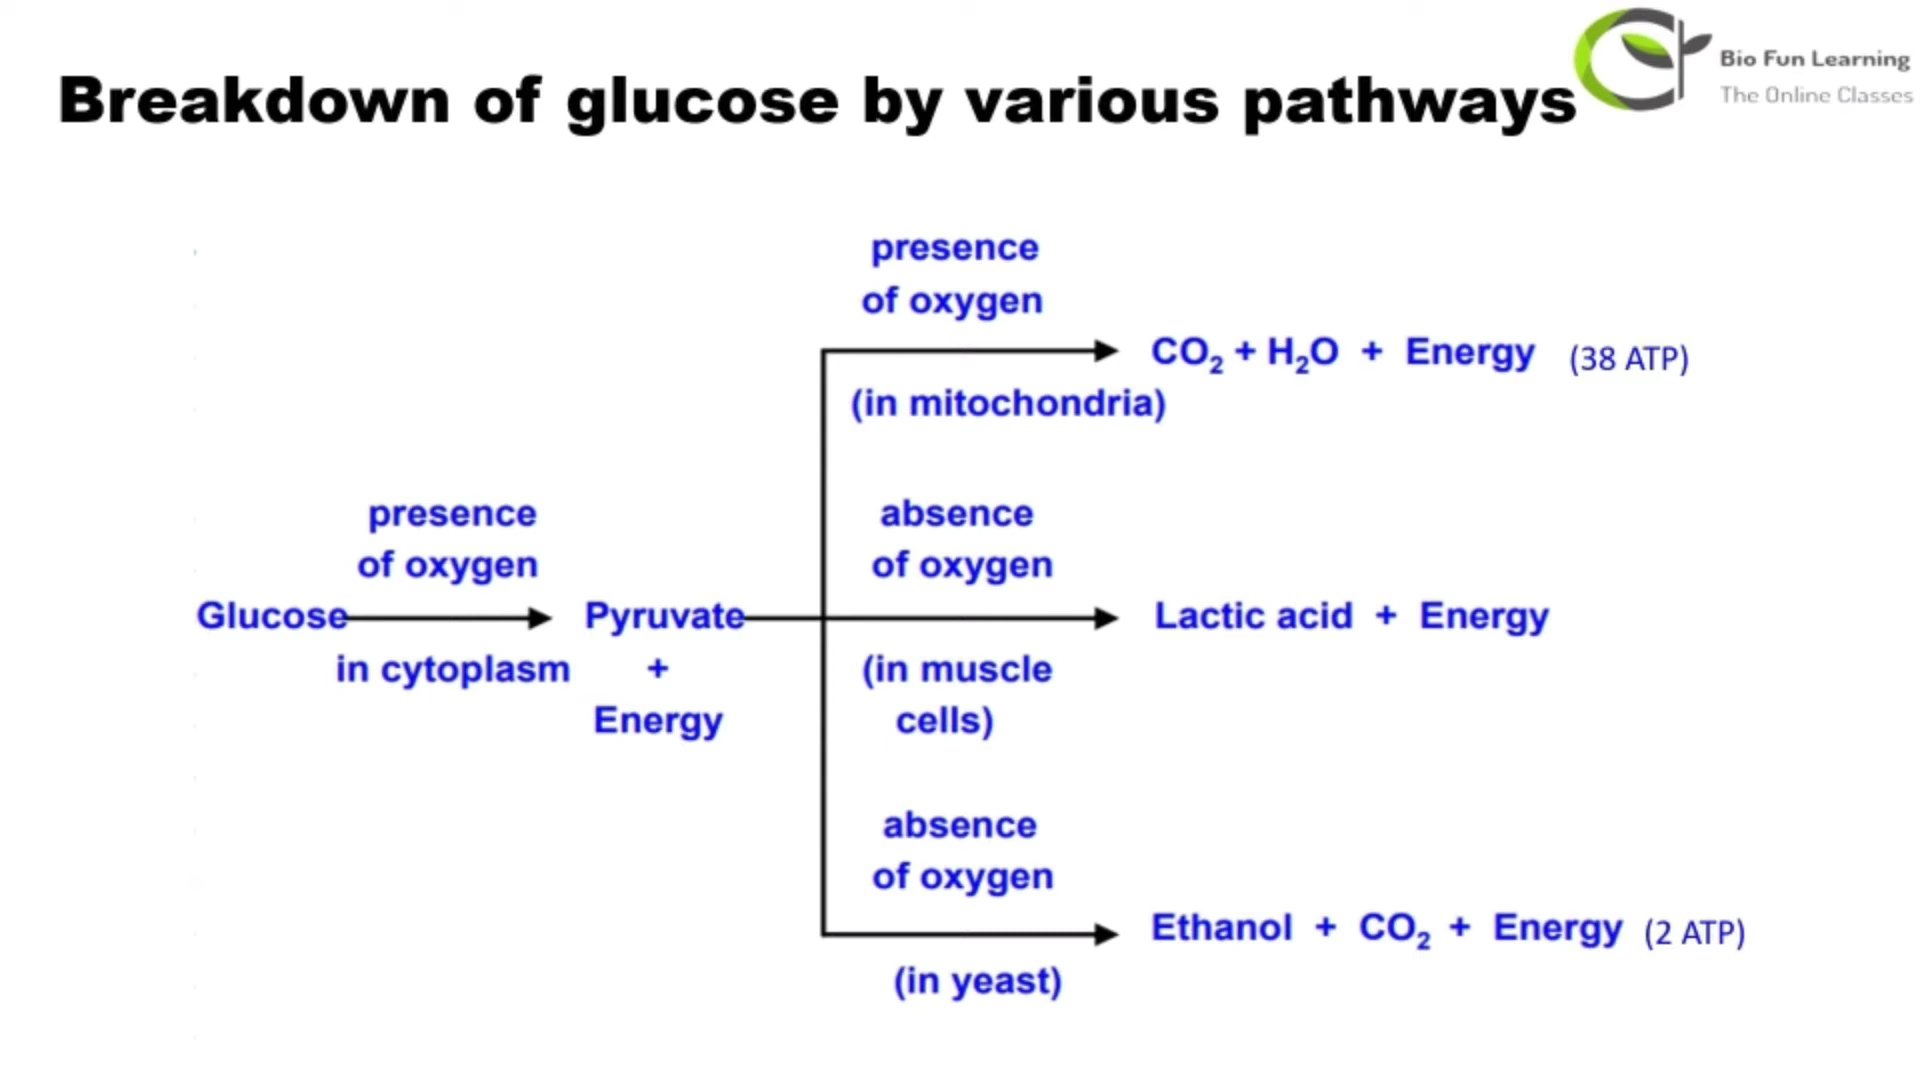 Breakdown of glucose by various pathways
Bio Fun Learning
The Online Classes
presence
of oxygen
CO₂ + H₂O + Energy (38 ATP)
(in mitochondria)
presence
of oxygen
absence
of oxygen
Glucose
Pyruvate
Lactic acid + Energy
in cytoplasm
+
Energy
(in muscle
cells)
absence
of oxygen
Ethanol + CO₂ + Energy (2 ATP)
(in yeast)